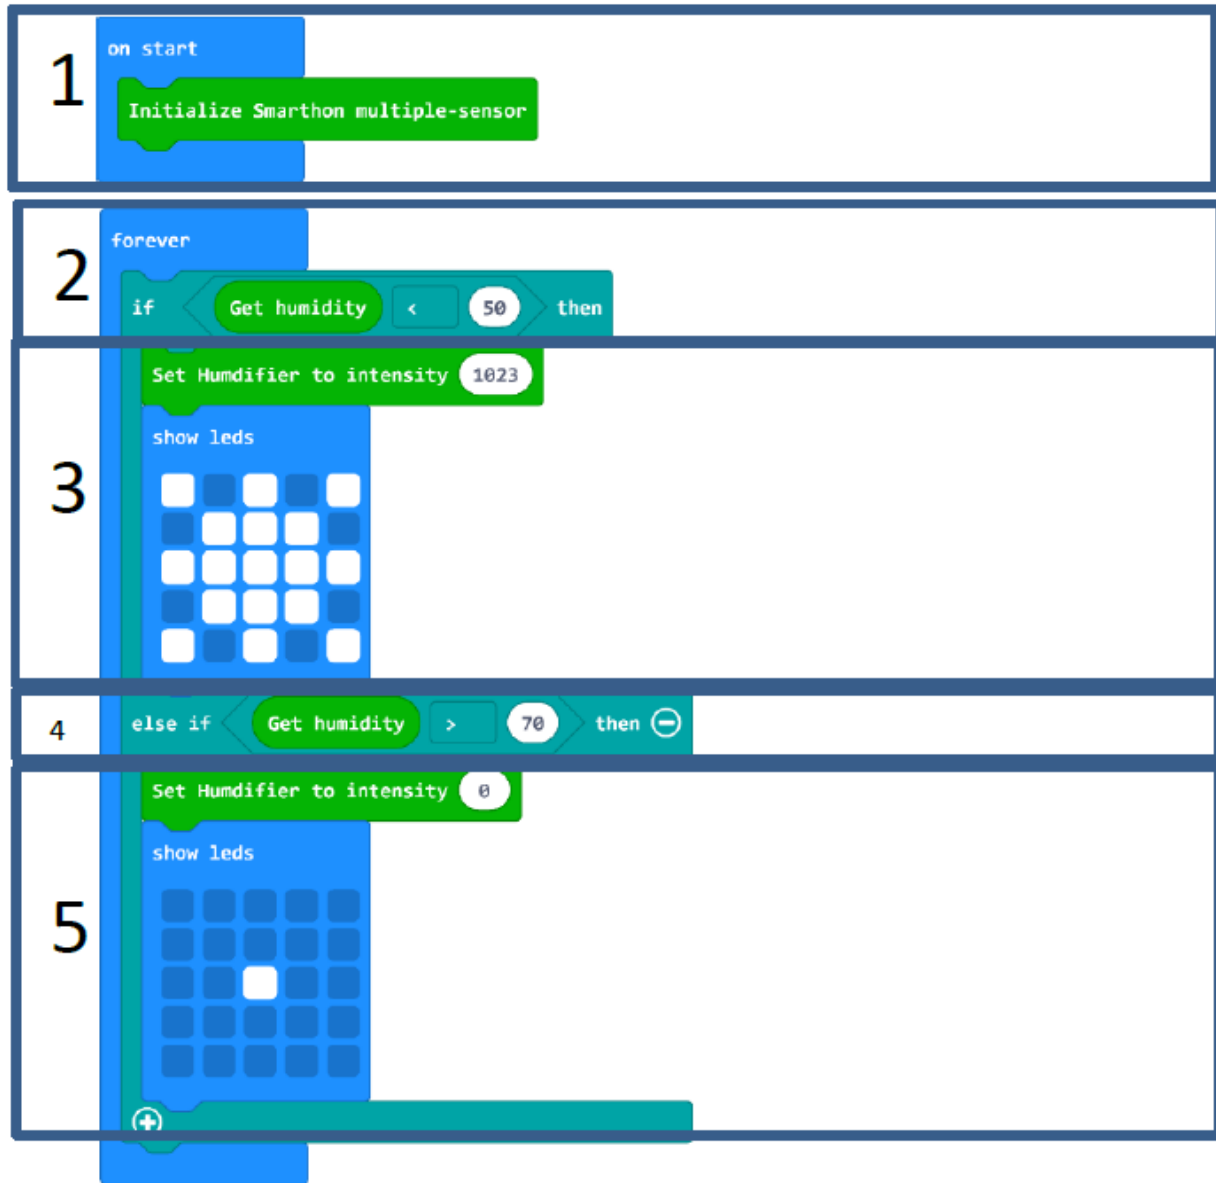 1
on start
Initialize Smarthon multiple-sensor
2
forever
if Get humidity < 50 then
3
Set Humdifier to intensity 1023
show leds
4
else if Get humidity > 70 then
5
Set Humdifier to intensity 0
show leds